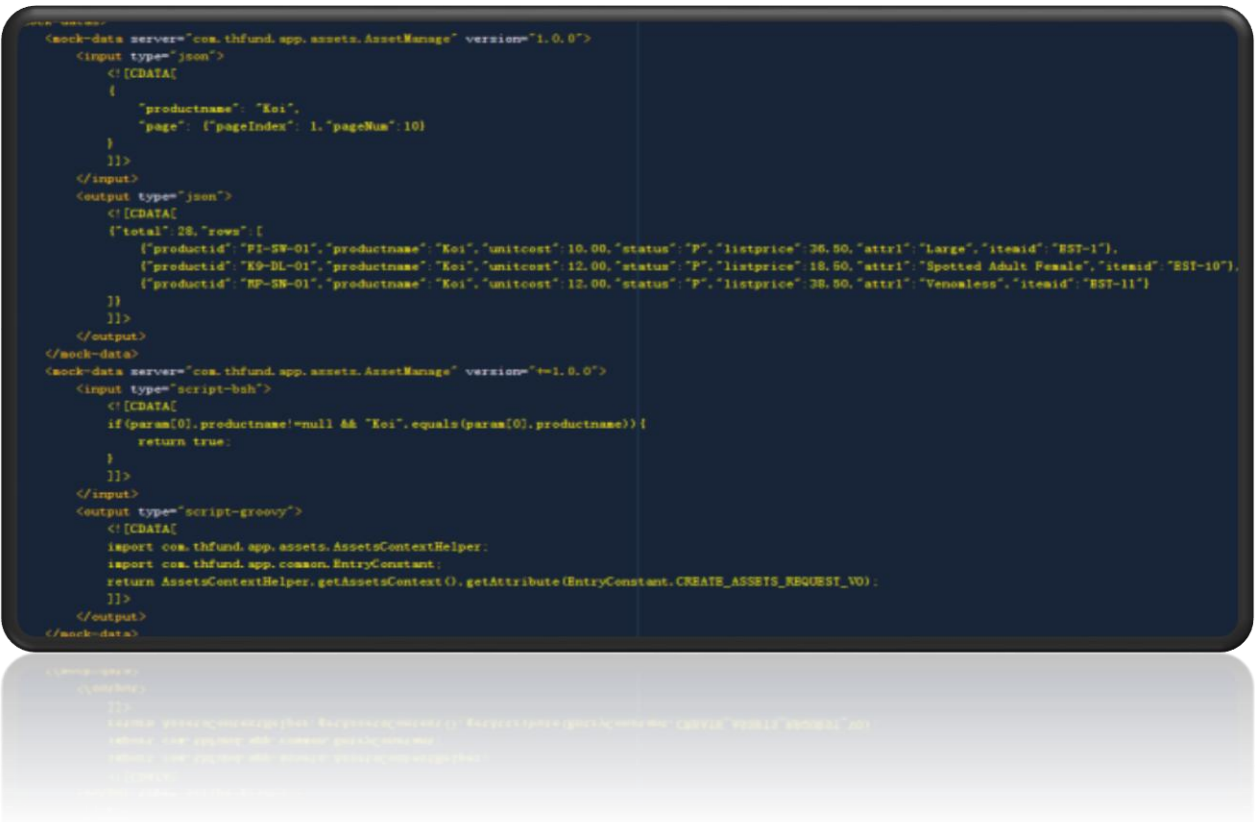 <mock-data server="com.thfund.app.assets.AssetManage" version="1.0.0">
<input type="json">
<![CDATA[
{
"productname": "Koi",
"page": {"pageIndex": 1,"pageNum":10}
}
]]>
</input>
<output type="json">
<![CDATA[
{"total":28,"rows":[
{"productid":"FI-SW-01","productname":"Koi","unitcost":10.00,"status":"P","listprice":36.50,"attr1":"Large","itemid":"EST-1"},
{"productid":"K9-DL-01","productname":"Koi","unitcost":12.00,"status":"P","listprice":18.50,"attr1":"Spotted Adult Female","itemid":"EST-10"},
{"productid":"RP-SN-01","productname":"Koi","unitcost":12.00,"status":"P","listprice":38.50,"attr1":"Venomless","itemid":"EST-11"}
]}
]]>
</output>
</mock-data>
<mock-data server="com.thfund.app.assets.AssetManage" version="+=1.0.0">
<input type="script-bsh">
<![CDATA[
if(param[0].productname!=null && "Koi".equals(param[0].productname)){
return true;
}
]]>
</input>
<output type="script-groovy">
<![CDATA[
import com.thfund.app.assets.AssetsContextHelper;
import com.thfund.app.common.EntryConstant;
return AssetsContextHelper.getAssetsContext().getAttribute(EntryConstant.CREATE_ASSETS_REQUEST_VO);
]]>
</output>
</mock-data>